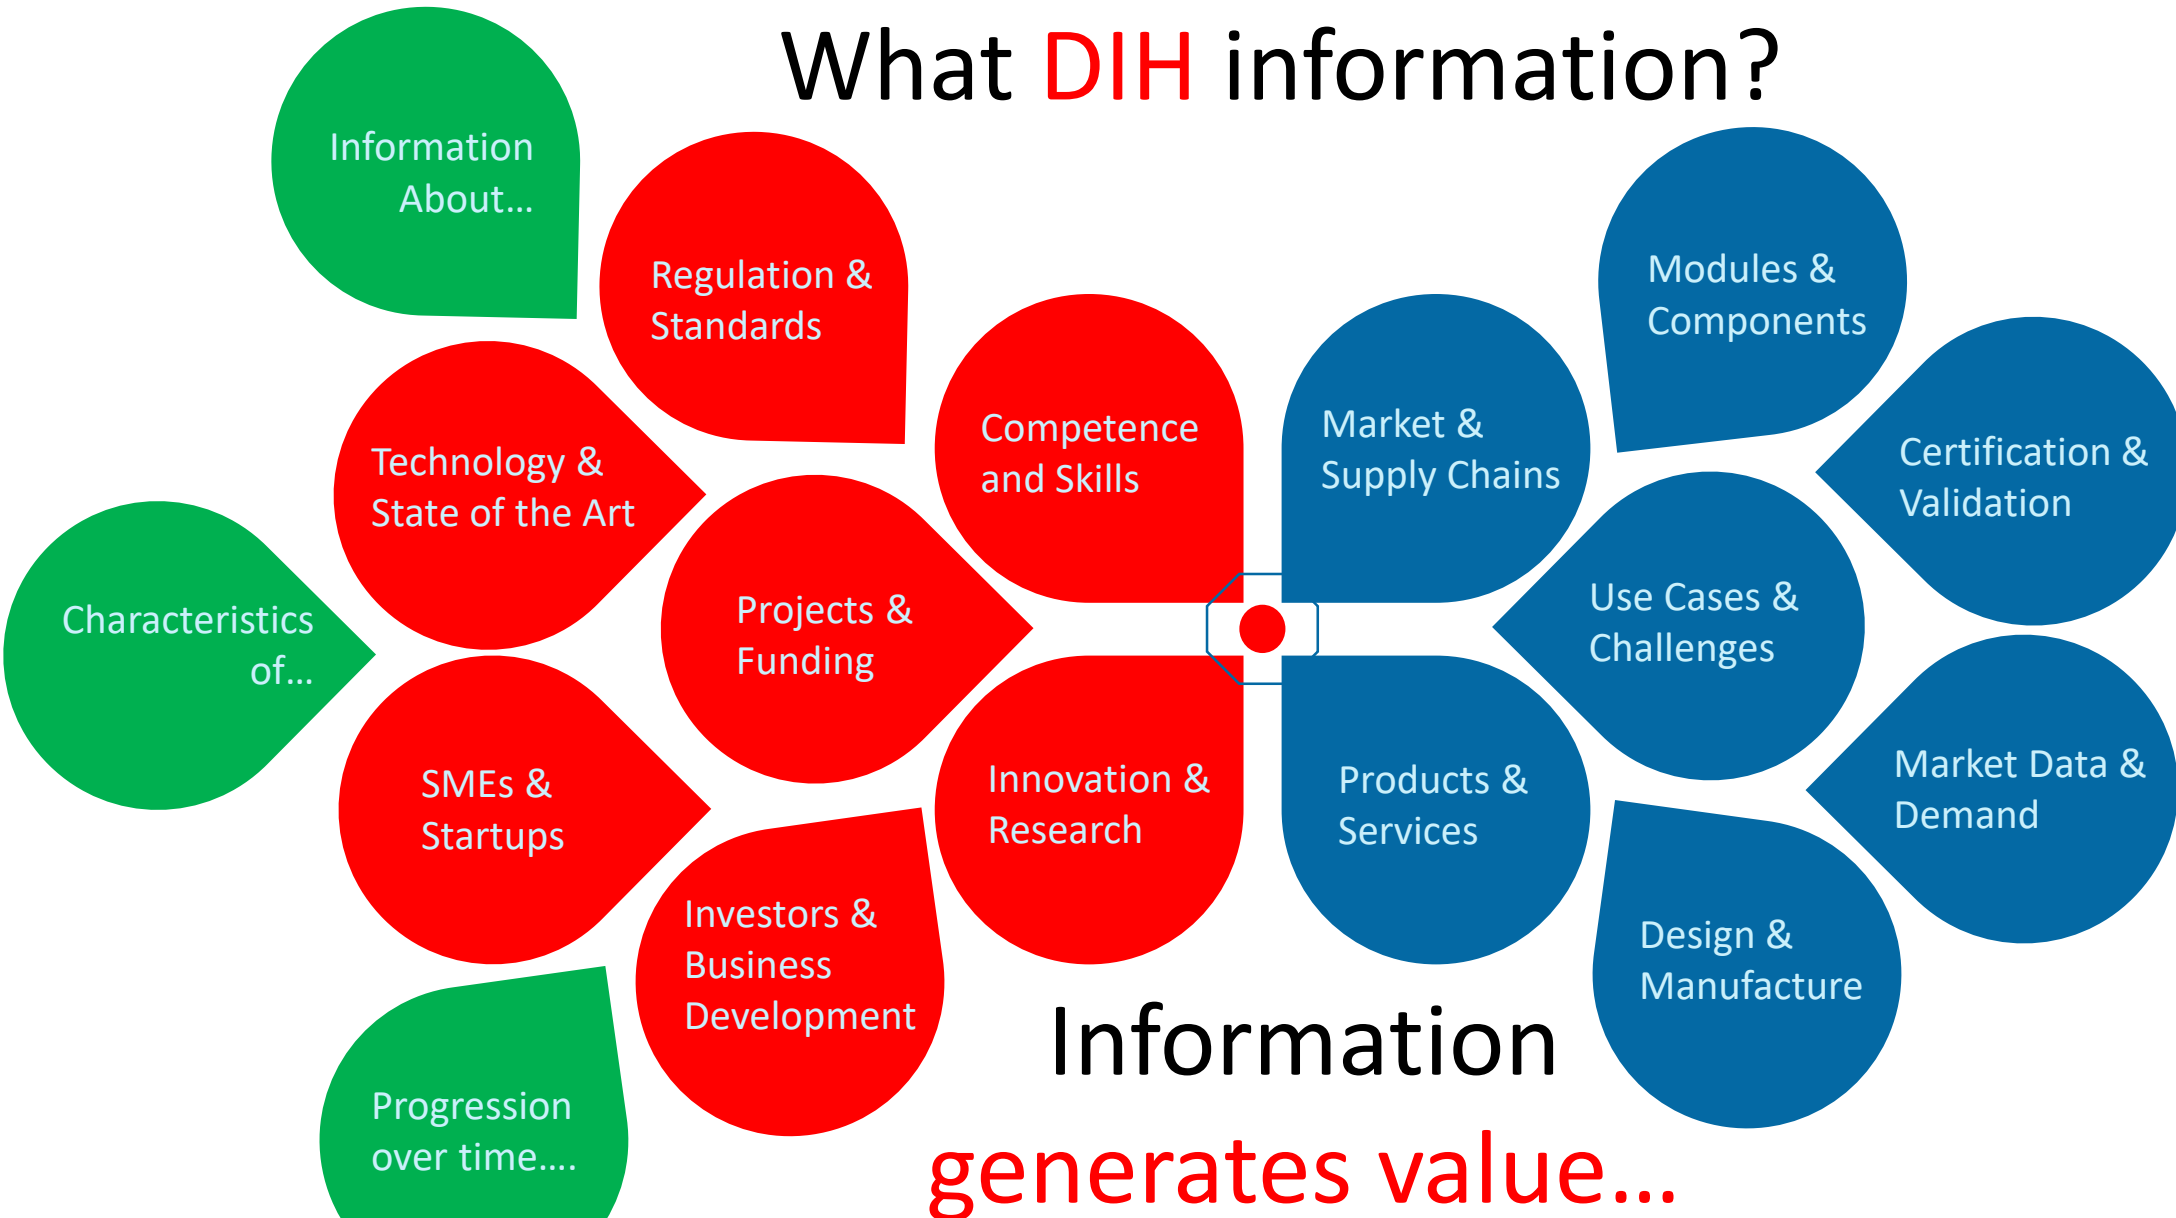 What DIH information?
Information
About...
Regulation &
Standards
Modules &
Components
Competence
and Skills
Market &
Supply Chains
Technology &
State of the Art
Certification &
Validation
Characteristics
of...
Projects &
Funding
Use Cases &
Challenges
SMEs &
Startups
Innovation &
Research
Products &
Services
Market Data &
Demand
Investors &
Business
Development
Design &
Manufacture
Progression
over time....
Information
generates value...